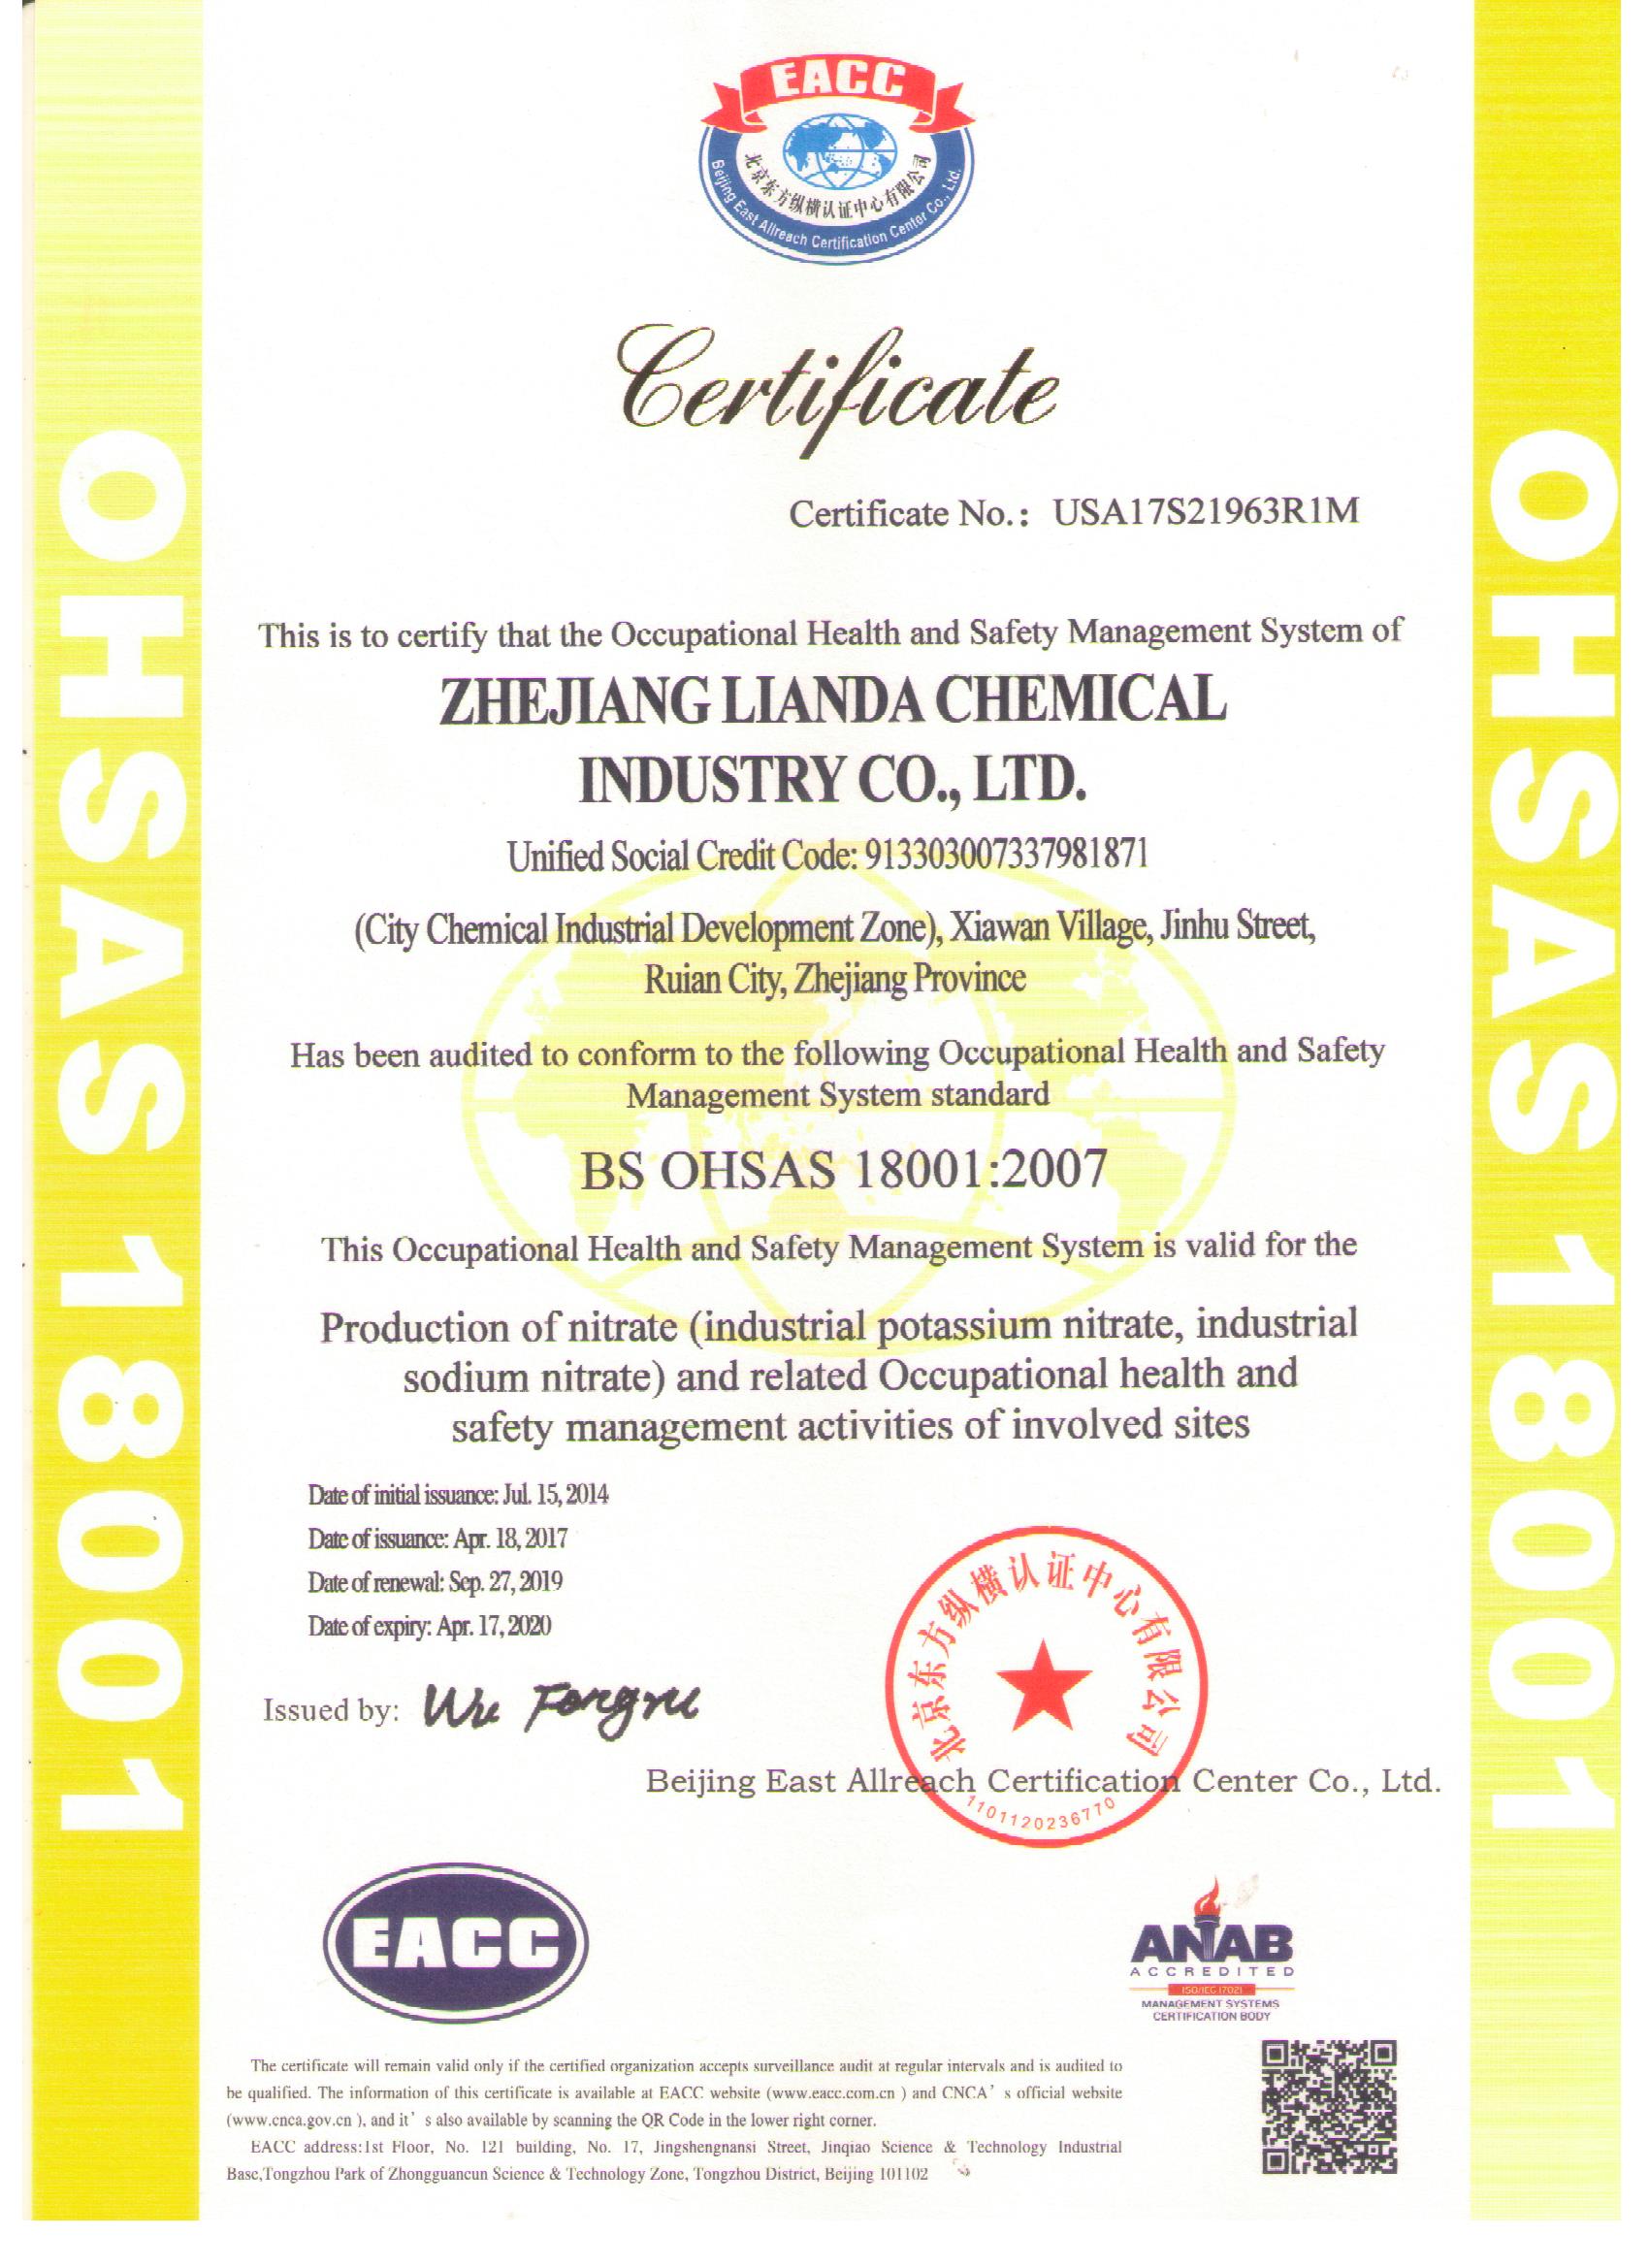 EACC
北京东方纵横认证中心有限公司
Beijing East Allreach Certification Center Co., Ltd.
Certificate
Certificate No.: USA17S21963R1M
This is to certify that the Occupational Health and Safety Management System of
ZHEJIANG LIANDA CHEMICAL
INDUSTRY CO., LTD.
Unified Social Credit Code: 913303007337981871
(City Chemical Industrial Development Zone), Xiawan Village, Jinhu Street,
Ruian City, Zhejiang Province
Has been audited to conform to the following Occupational Health and Safety
Management System standard
BS OHSAS 18001:2007
This Occupational Health and Safety Management System is valid for the
Production of nitrate (industrial potassium nitrate, industrial
sodium nitrate) and related Occupational health and
safety management activities of involved sites
Date of initial issuance: Jul. 15, 2014
Date of issuance: Apr. 18, 2017
Date of renewal: Sep. 27, 2019
Date of expiry: Apr. 17, 2020
Issued by: Wu Fengru
北京东方纵横认证中心有限公司
Beijing East Allreach Certification Center Co., Ltd.
1101120236770
EACC
ANAB
ACCREDITED
ISO/IEC 17021
MANAGEMENT SYSTEMS
CERTIFICATION BODY
The certificate will remain valid only if the certified organization accepts surveillance audit at regular intervals and is audited to
be qualified. The information of this certificate is available at EACC website (www.eacc.com.cn ) and CNCA’ s official website
(www.cnca.gov.cn ), and it’ s also available by scanning the QR Code in the lower right corner.
EACC address:1st Floor, No. 121 building, No. 17, Jingshengnansi Street, Jinqiao Science & Technology Industrial
Base,Tongzhou Park of Zhongguancun Science & Technology Zone, Tongzhou District, Beijing 101102
OHSAS 18001
OHSAS 18001